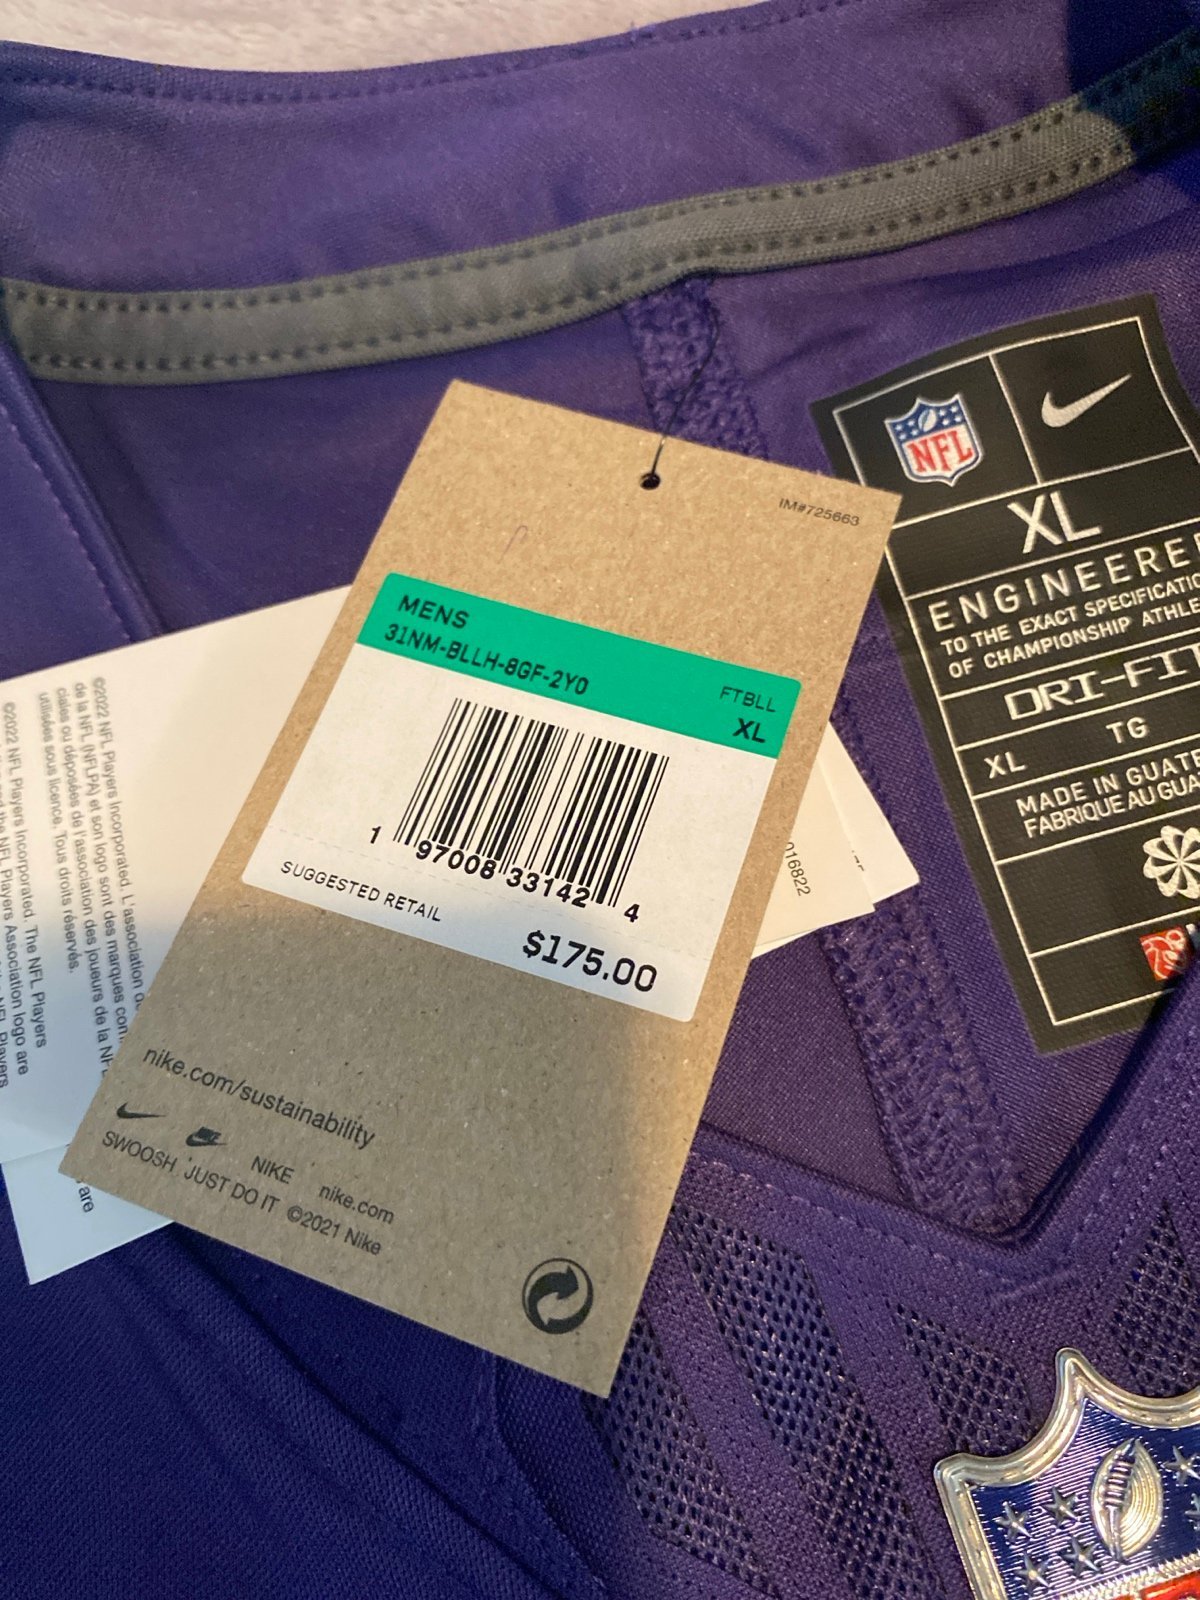 IM#725663
MENS
31NM-BLLH-8GF-2Y0
FTBLL
XL
1 97008 33142 4
SUGGESTED RETAIL
$175.00
nike.com/sustainability
NIKE nike.com
SWOOSH JUST DO IT ©2021 Nike
NFL
XL
ENGINEERED
TO THE EXACT
OF CHAMPIONSHIP
DRI-FIT
XL TG
MADE IN
FABRIQUE AU
©2022 NFL Players Incorporated. L'association
de la NFL (NFLPA) et son logo sont des marques
ciales ou déposées de l'association des joueurs de la
utilisées sous licence. Tous droits réservés.
©2022 NFL Players Incorporated. The NFL Players
and the NFL Players Association logo are
NFL Players
are
016822